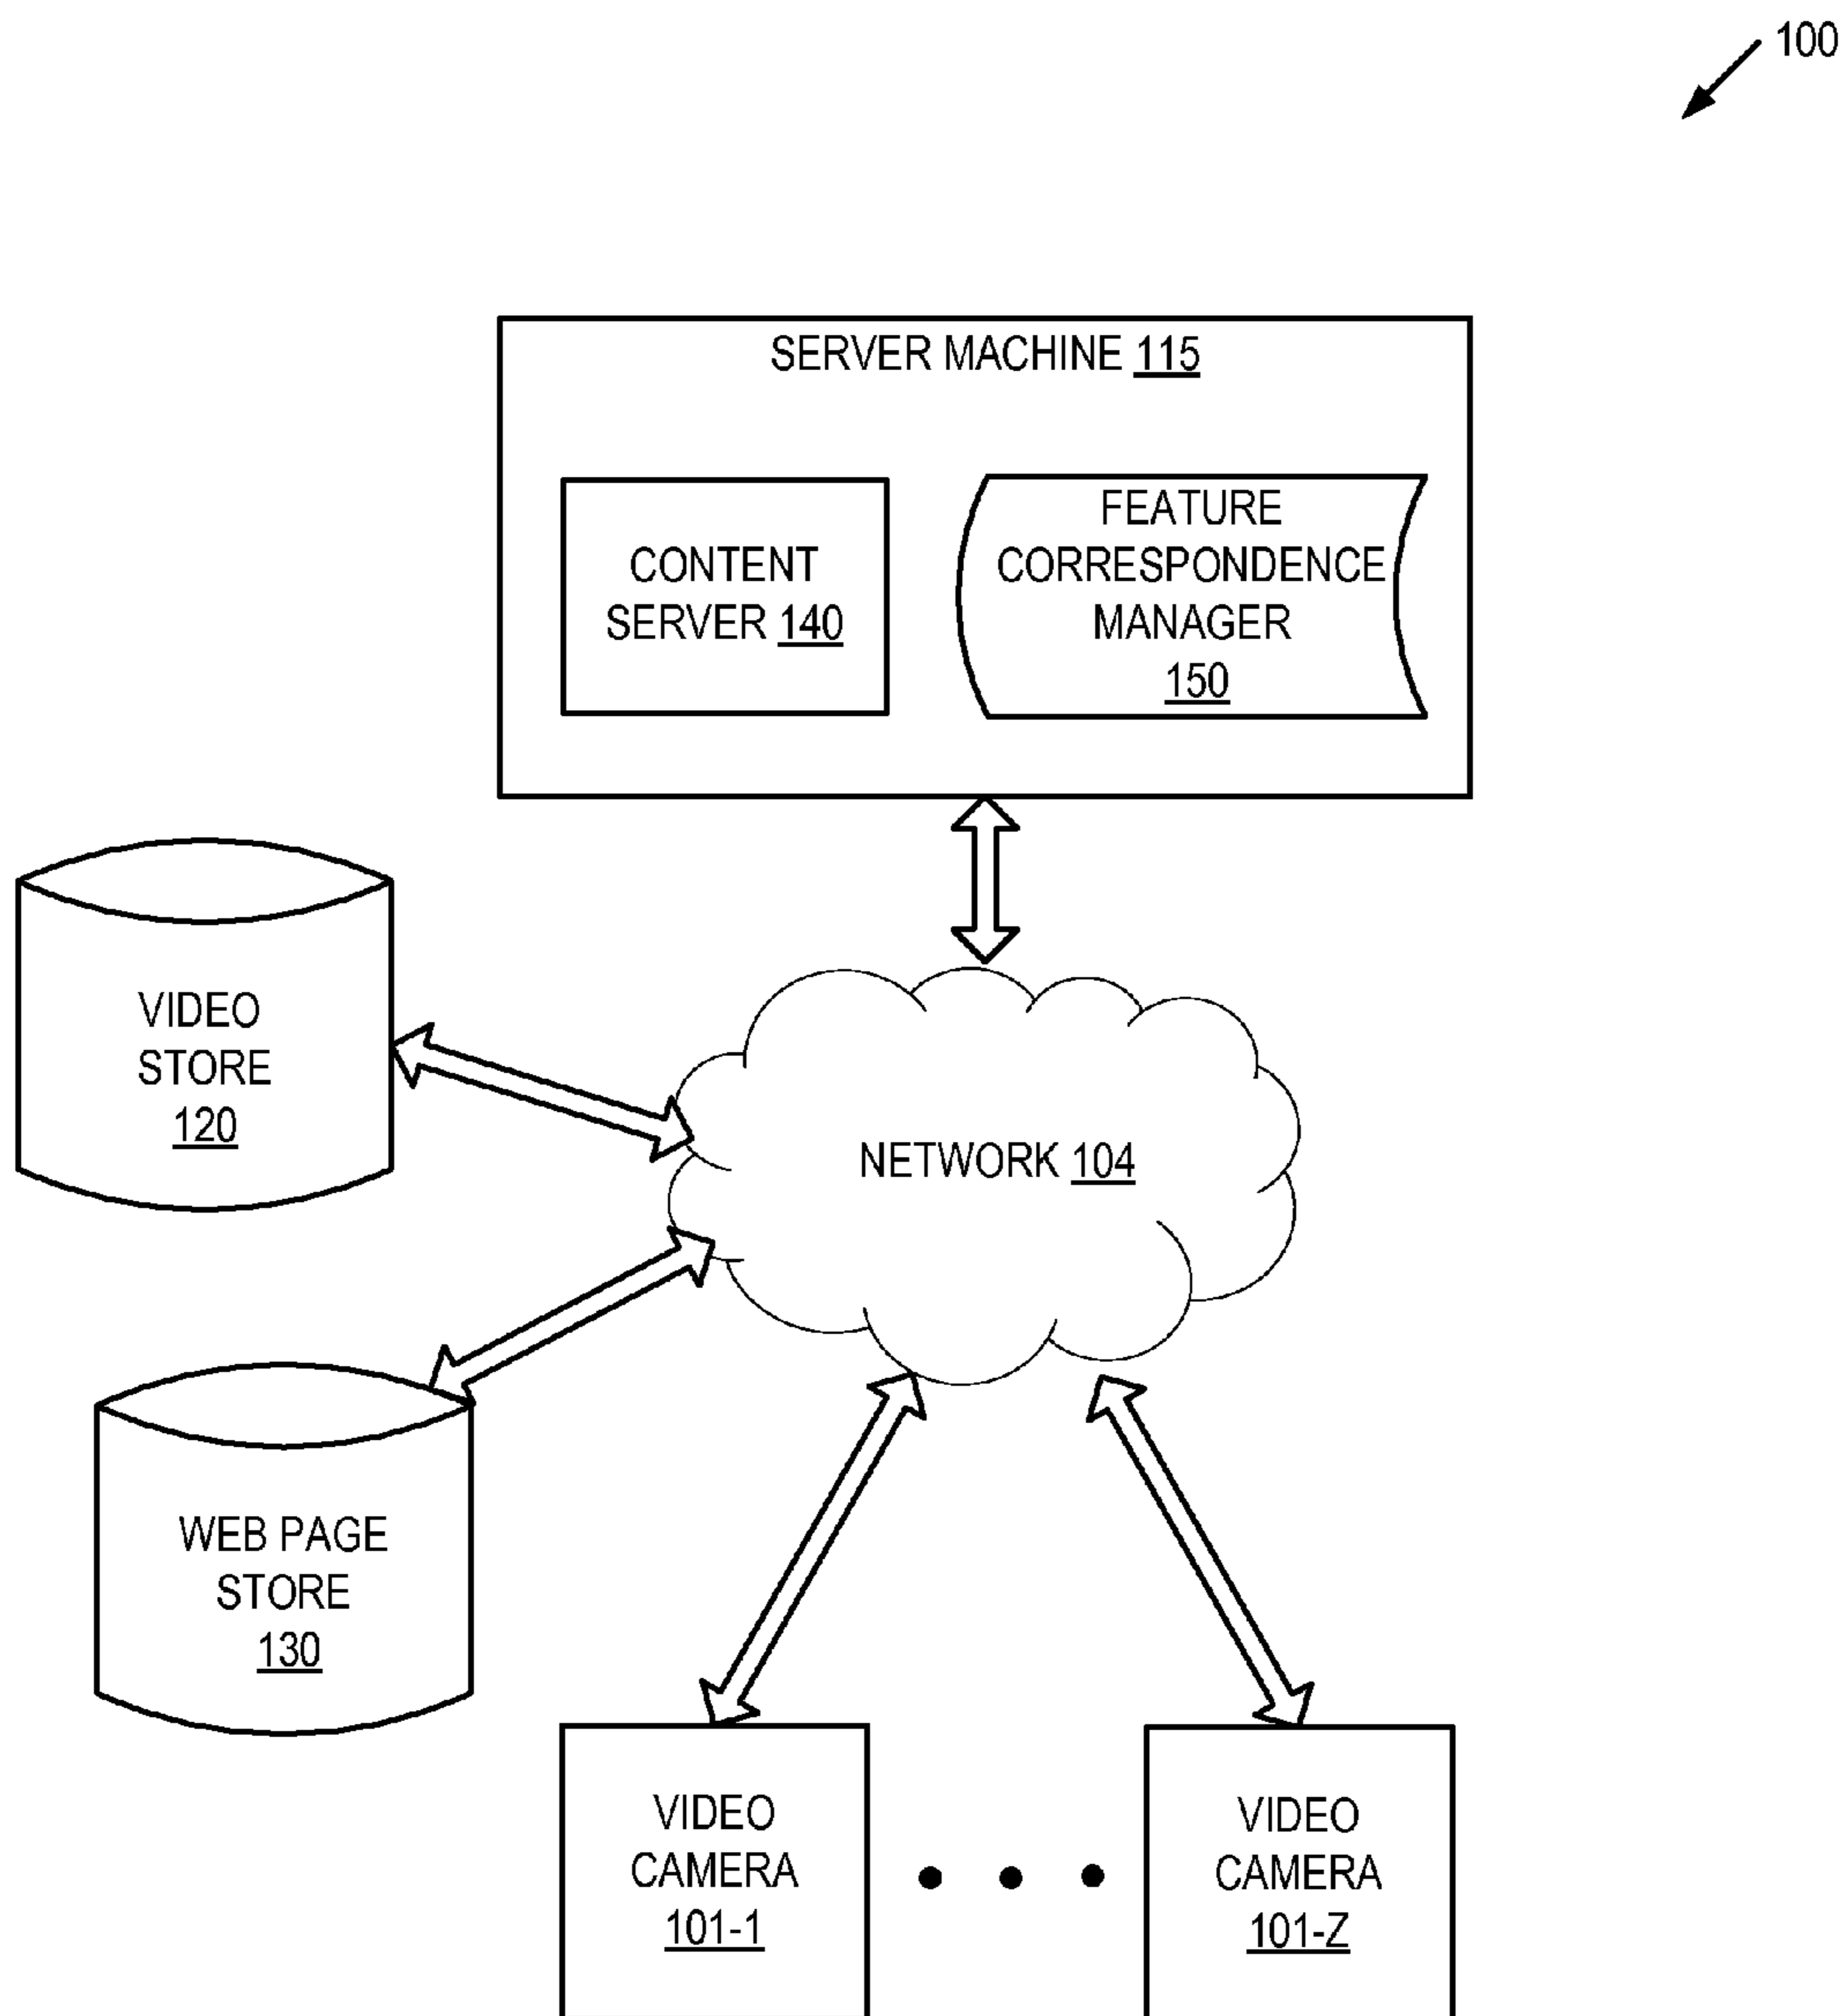 100
SERVER MACHINE 115
CONTENT
SERVER 140
FEATURE
CORRESPONDENCE
MANAGER
150
VIDEO
STORE
120
NETWORK 104
WEB PAGE
STORE
130
VIDEO
CAMERA
101-1
VIDEO
CAMERA
101-Z